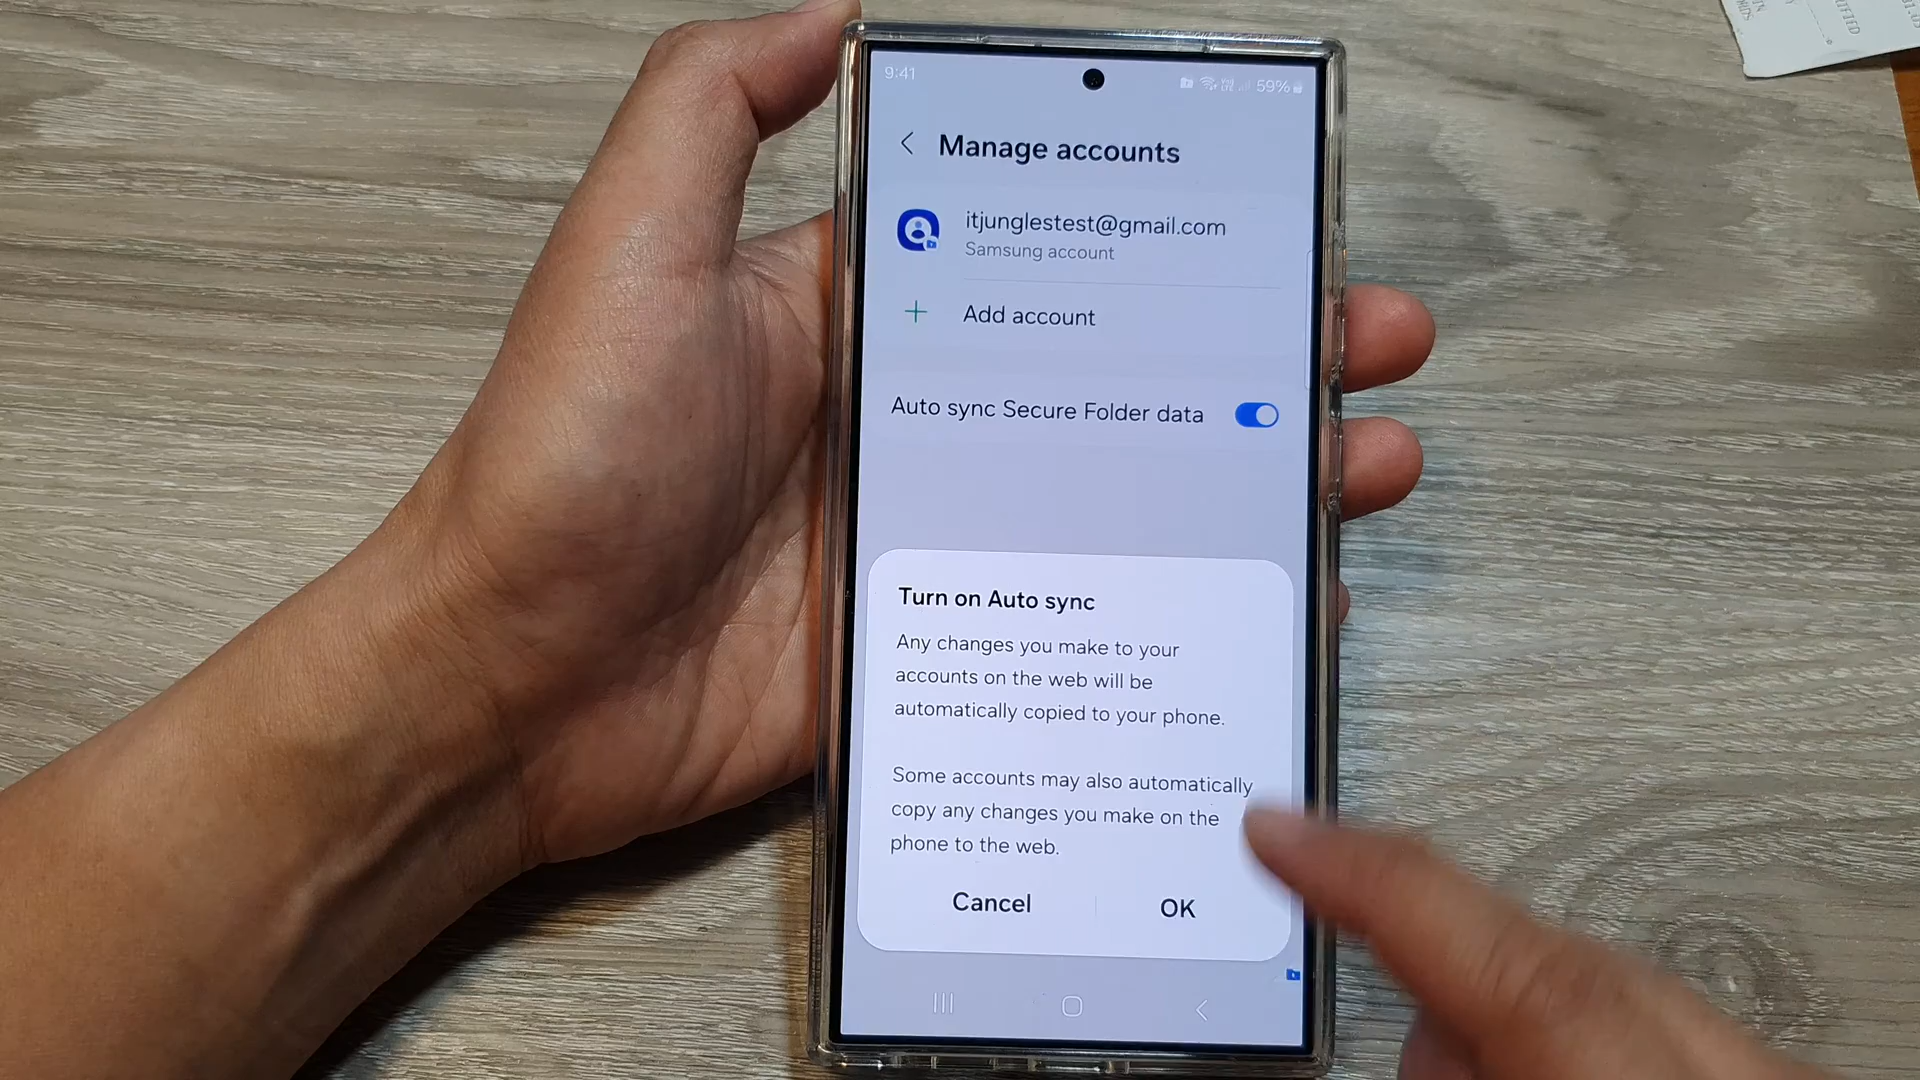 9:41
59%
Manage accounts
itjunglestest@gmail.com
Samsung account
Add account
Auto sync Secure Folder data
Turn on Auto sync
Any changes you make to your
accounts on the web will be
automatically copied to your phone.
Some accounts may also automatically
copy any changes you make on the
phone to the web.
Cancel
OK